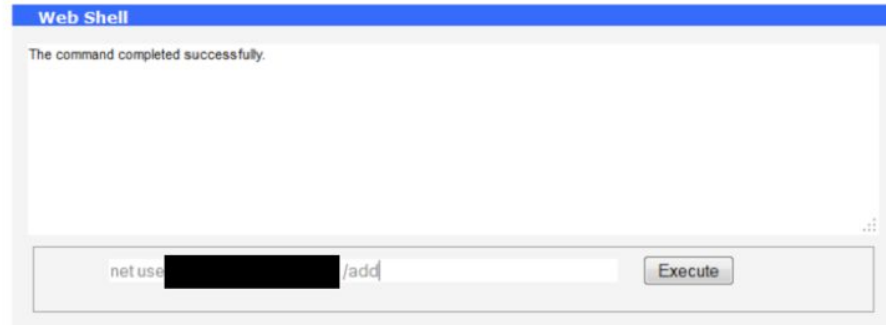 Web Shell
The command completed successfully.
net use /add
Execute